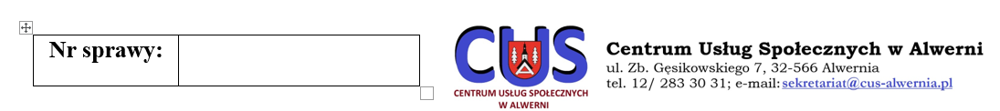 Nr sprawy:
CUS
CENTRUM USŁUG SPOŁECZNYCH
W ALWERNI
Centrum Usług Społecznych w Alwerni
ul. Zb. Gęsikowskiego 7, 32-566 Alwernia
tel. 12/ 283 30 31; e-mail: sekretariat@cus-alwernia.pl